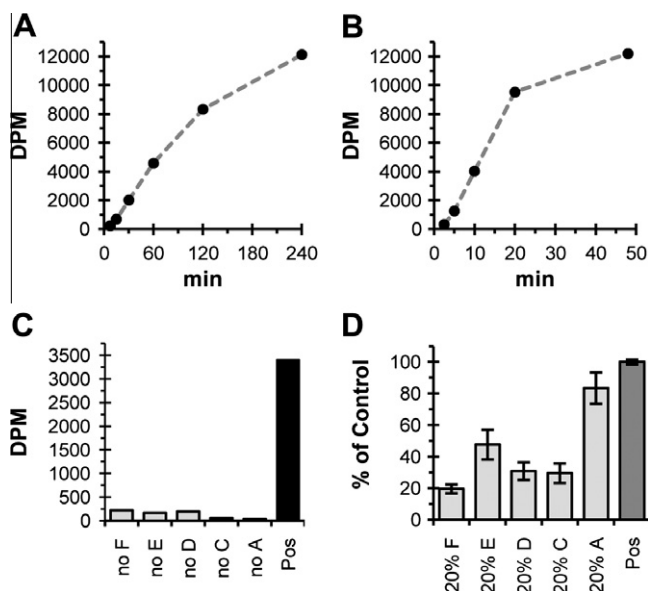 A
DPM
12000
10000
8000
6000
4000
2000
0
0 60 120 180 240
min
B
DPM
12000
10000
8000
6000
4000
2000
0
0 10 20 30 40 50
min
C
DPM
3500
3000
2500
2000
1500
1000
500
0
no F
no E
no D
no C
no A
Pos
D
% of Control
100
80
60
40
20
0
20% F
20% E
20% D
20% C
20% A
Pos